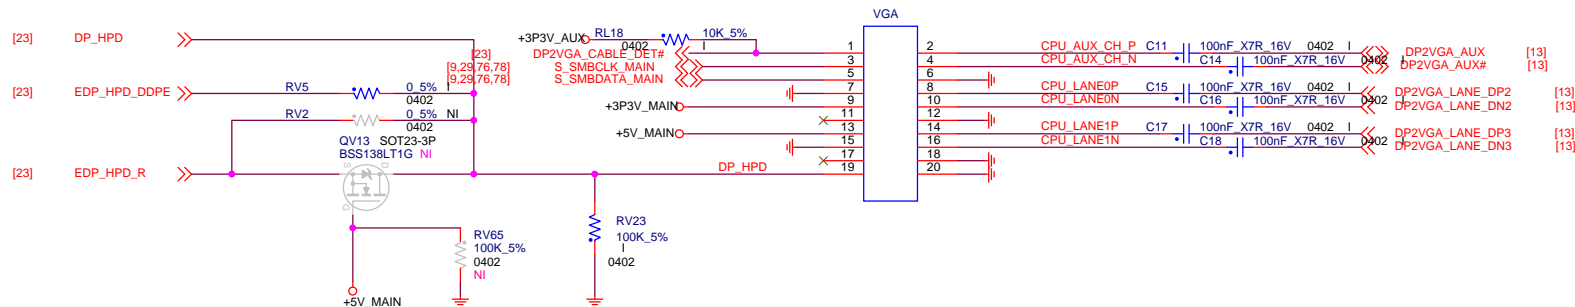 VGA
[23] DP_HPD
+3P3V_AUX RL18 10K_5%
0402 I
DP2VGA_CABLE_DET# [23]
S_SMBCLK_MAIN [9,29,76,78]
S_SMBDATA_MAIN [9,29,76,78]
+3P3V_MAIN
+5V_MAIN
DP_HPD
1 2
3 4
5 6
7 8
9 10
11 12
13 14
15 16
17 18
19 20
CPU_AUX_CH_P C11 100nF_X7R_16V 0402 I DP2VGA_AUX [13]
CPU_AUX_CH_N C14 100nF_X7R_16V 0402 I DP2VGA_AUX# [13]
CPU_LANE0P C15 100nF_X7R_16V 0402 I DP2VGA_LANE_DP2 [13]
CPU_LANE0N C16 100nF_X7R_16V 0402 I DP2VGA_LANE_DN2 [13]
CPU_LANE1P C17 100nF_X7R_16V 0402 I DP2VGA_LANE_DP3 [13]
CPU_LANE1N C18 100nF_X7R_16V 0402 I DP2VGA_LANE_DN3 [13]
[23] EDP_HPD_DDPE RV5 0_5% I
0402
RV2 0_5% NI
0402
QV13 SOT23-3P
BSS138LT1G NI
S D
G
[23] EDP_HPD_R
RV65
100K_5%
0402
NI
RV23
100K_5%
I
0402
+5V_MAIN